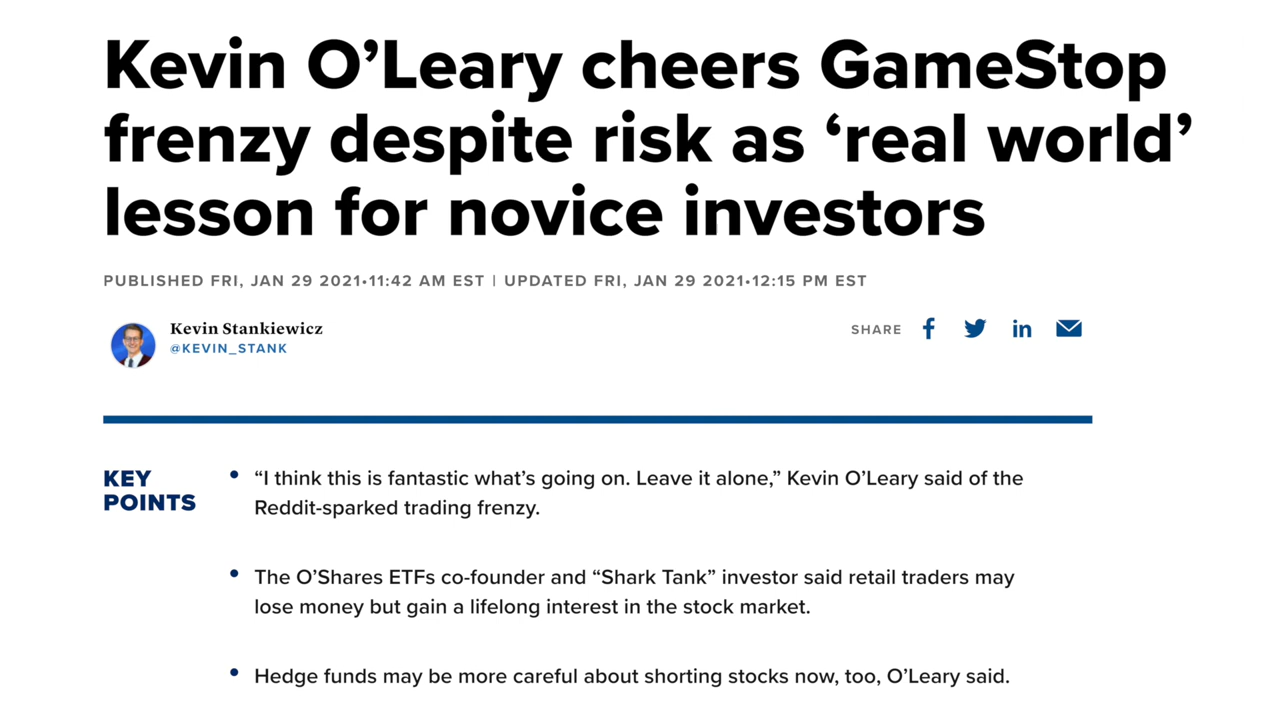 Kevin O’Leary cheers GameStop
frenzy despite risk as ‘real world’
lesson for novice investors
PUBLISHED FRI, JAN 29 2021•11:42 AM EST | UPDATED FRI, JAN 29 2021•12:15 PM EST
Kevin Stankiewicz
@KEVIN_STANK
SHARE
KEY
POINTS
• “I think this is fantastic what’s going on. Leave it alone,” Kevin O’Leary said of the
Reddit-sparked trading frenzy.
• The O’Shares ETFs co-founder and “Shark Tank” investor said retail traders may
lose money but gain a lifelong interest in the stock market.
• Hedge funds may be more careful about shorting stocks now, too, O’Leary said.